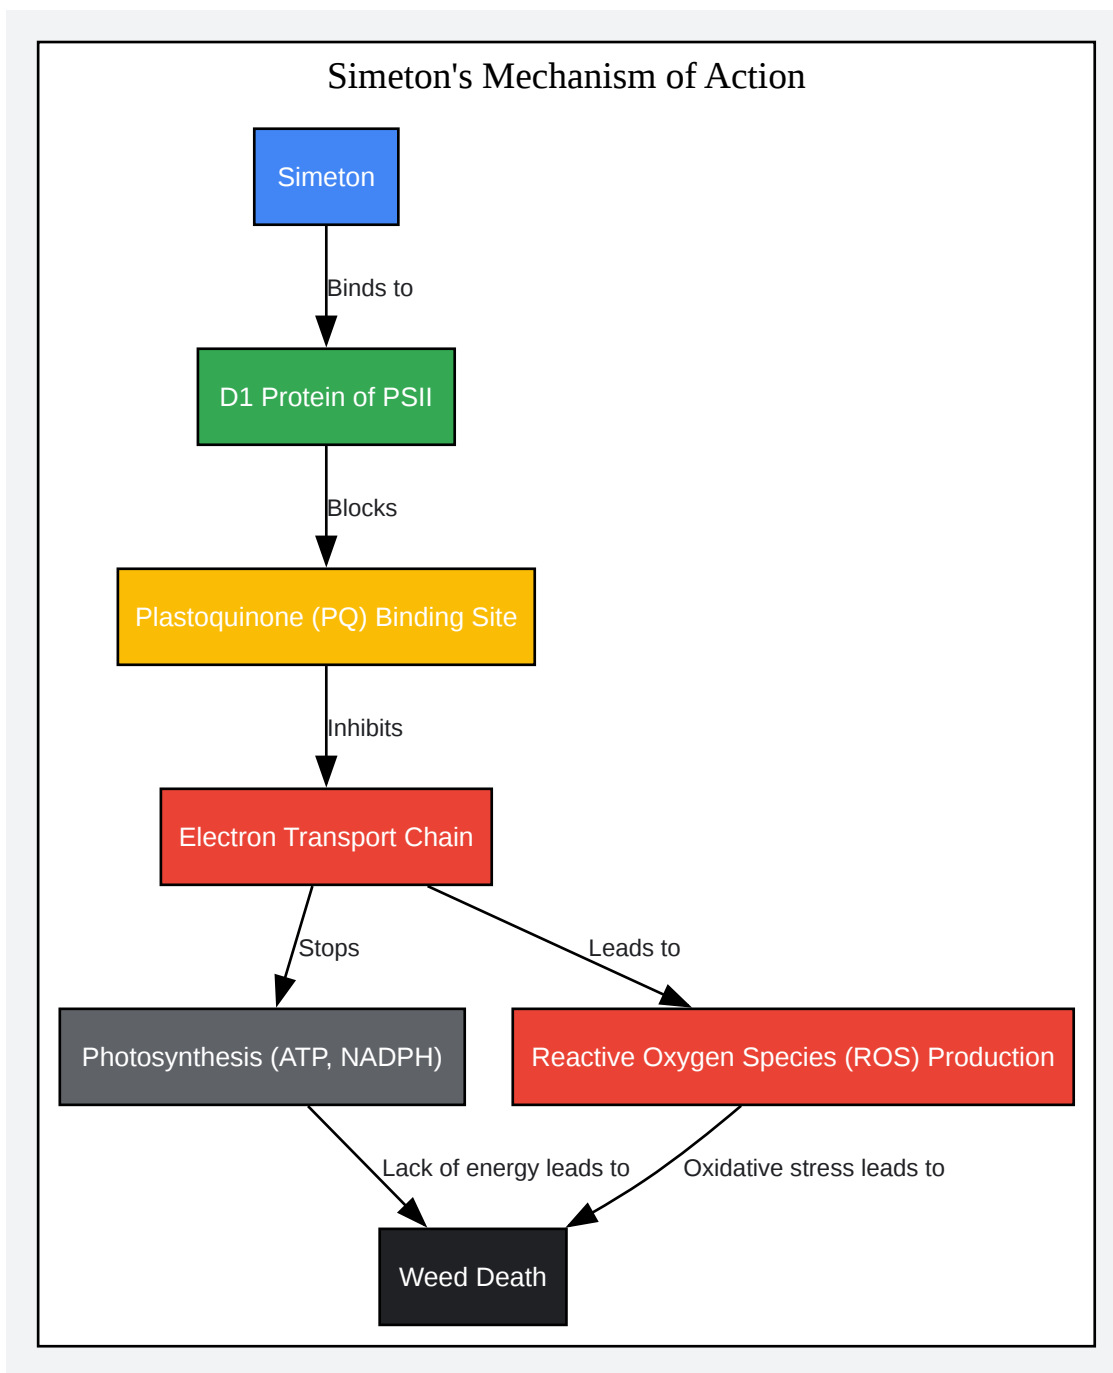 Simeton's Mechanism of Action
Simeton
Binds to
D1 Protein of PSII
Blocks
Plastoquinone (PQ) Binding Site
Inhibits
Electron Transport Chain
Stops
Leads to
Photosynthesis (ATP, NADPH)
Reactive Oxygen Species (ROS) Production
Lack of energy leads to
Oxidative stress leads to
Weed Death